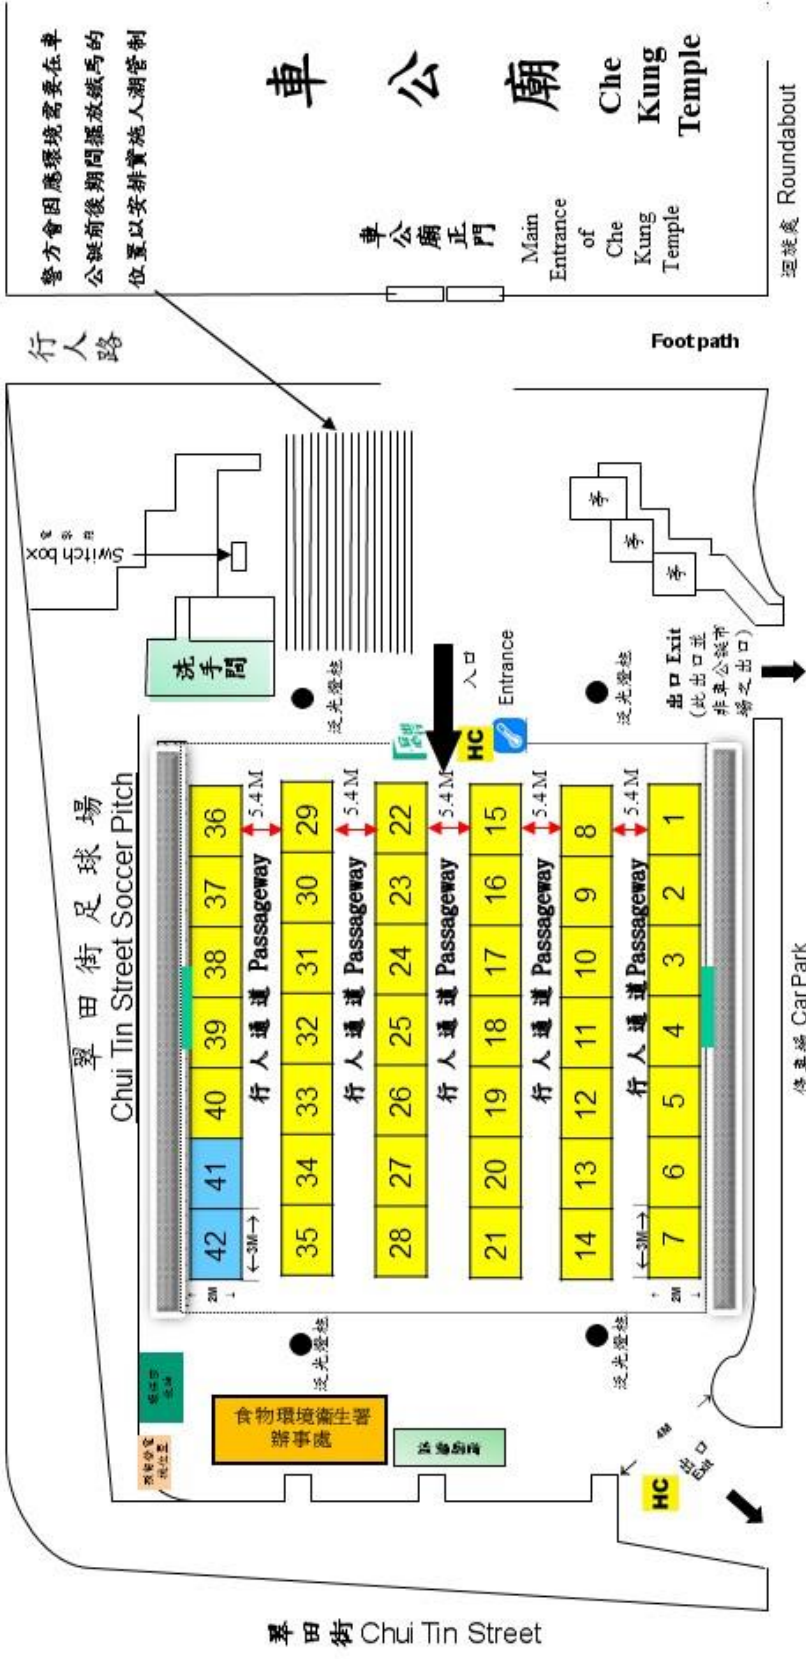 警方會因應環境需要在車
公誕前後期間擺放鐵馬的
位置以安排實施人潮管制
車公廟
Che
Kung
Temple
車公廟正門
Main
Entrance
of
Che
Kung
Temple
迴旋處 Roundabout
行人路
Foot path
Switch box
亭
亭
亭
洗手間
泛光燈柱
入口
Entrance
HC
泛光燈柱
出口 Exit
(此出口並
非車公誕市
場之出口)
翠田街足球場
Chui Tin Street Soccer Pitch
36 37 38 39 40 41 42
5.4 M 行人通道 Passageway ←3M→
2M
29 30 31 32 33 34 35
5.4 M 行人通道 Passageway
22 23 24 25 26 27 28
5.4 M 行人通道 Passageway
15 16 17 18 19 20 21
5.4 M 行人通道 Passageway
8 9 10 11 12 13 14
5.4 M 行人通道 Passageway ←3M→
1 2 3 4 5 6 7
2M
停車場 Car Park
泛光燈柱
泛光燈柱
食物環境衞生署
辦事處
4M
出口
Exit
HC
翠田街 Chui Tin Street